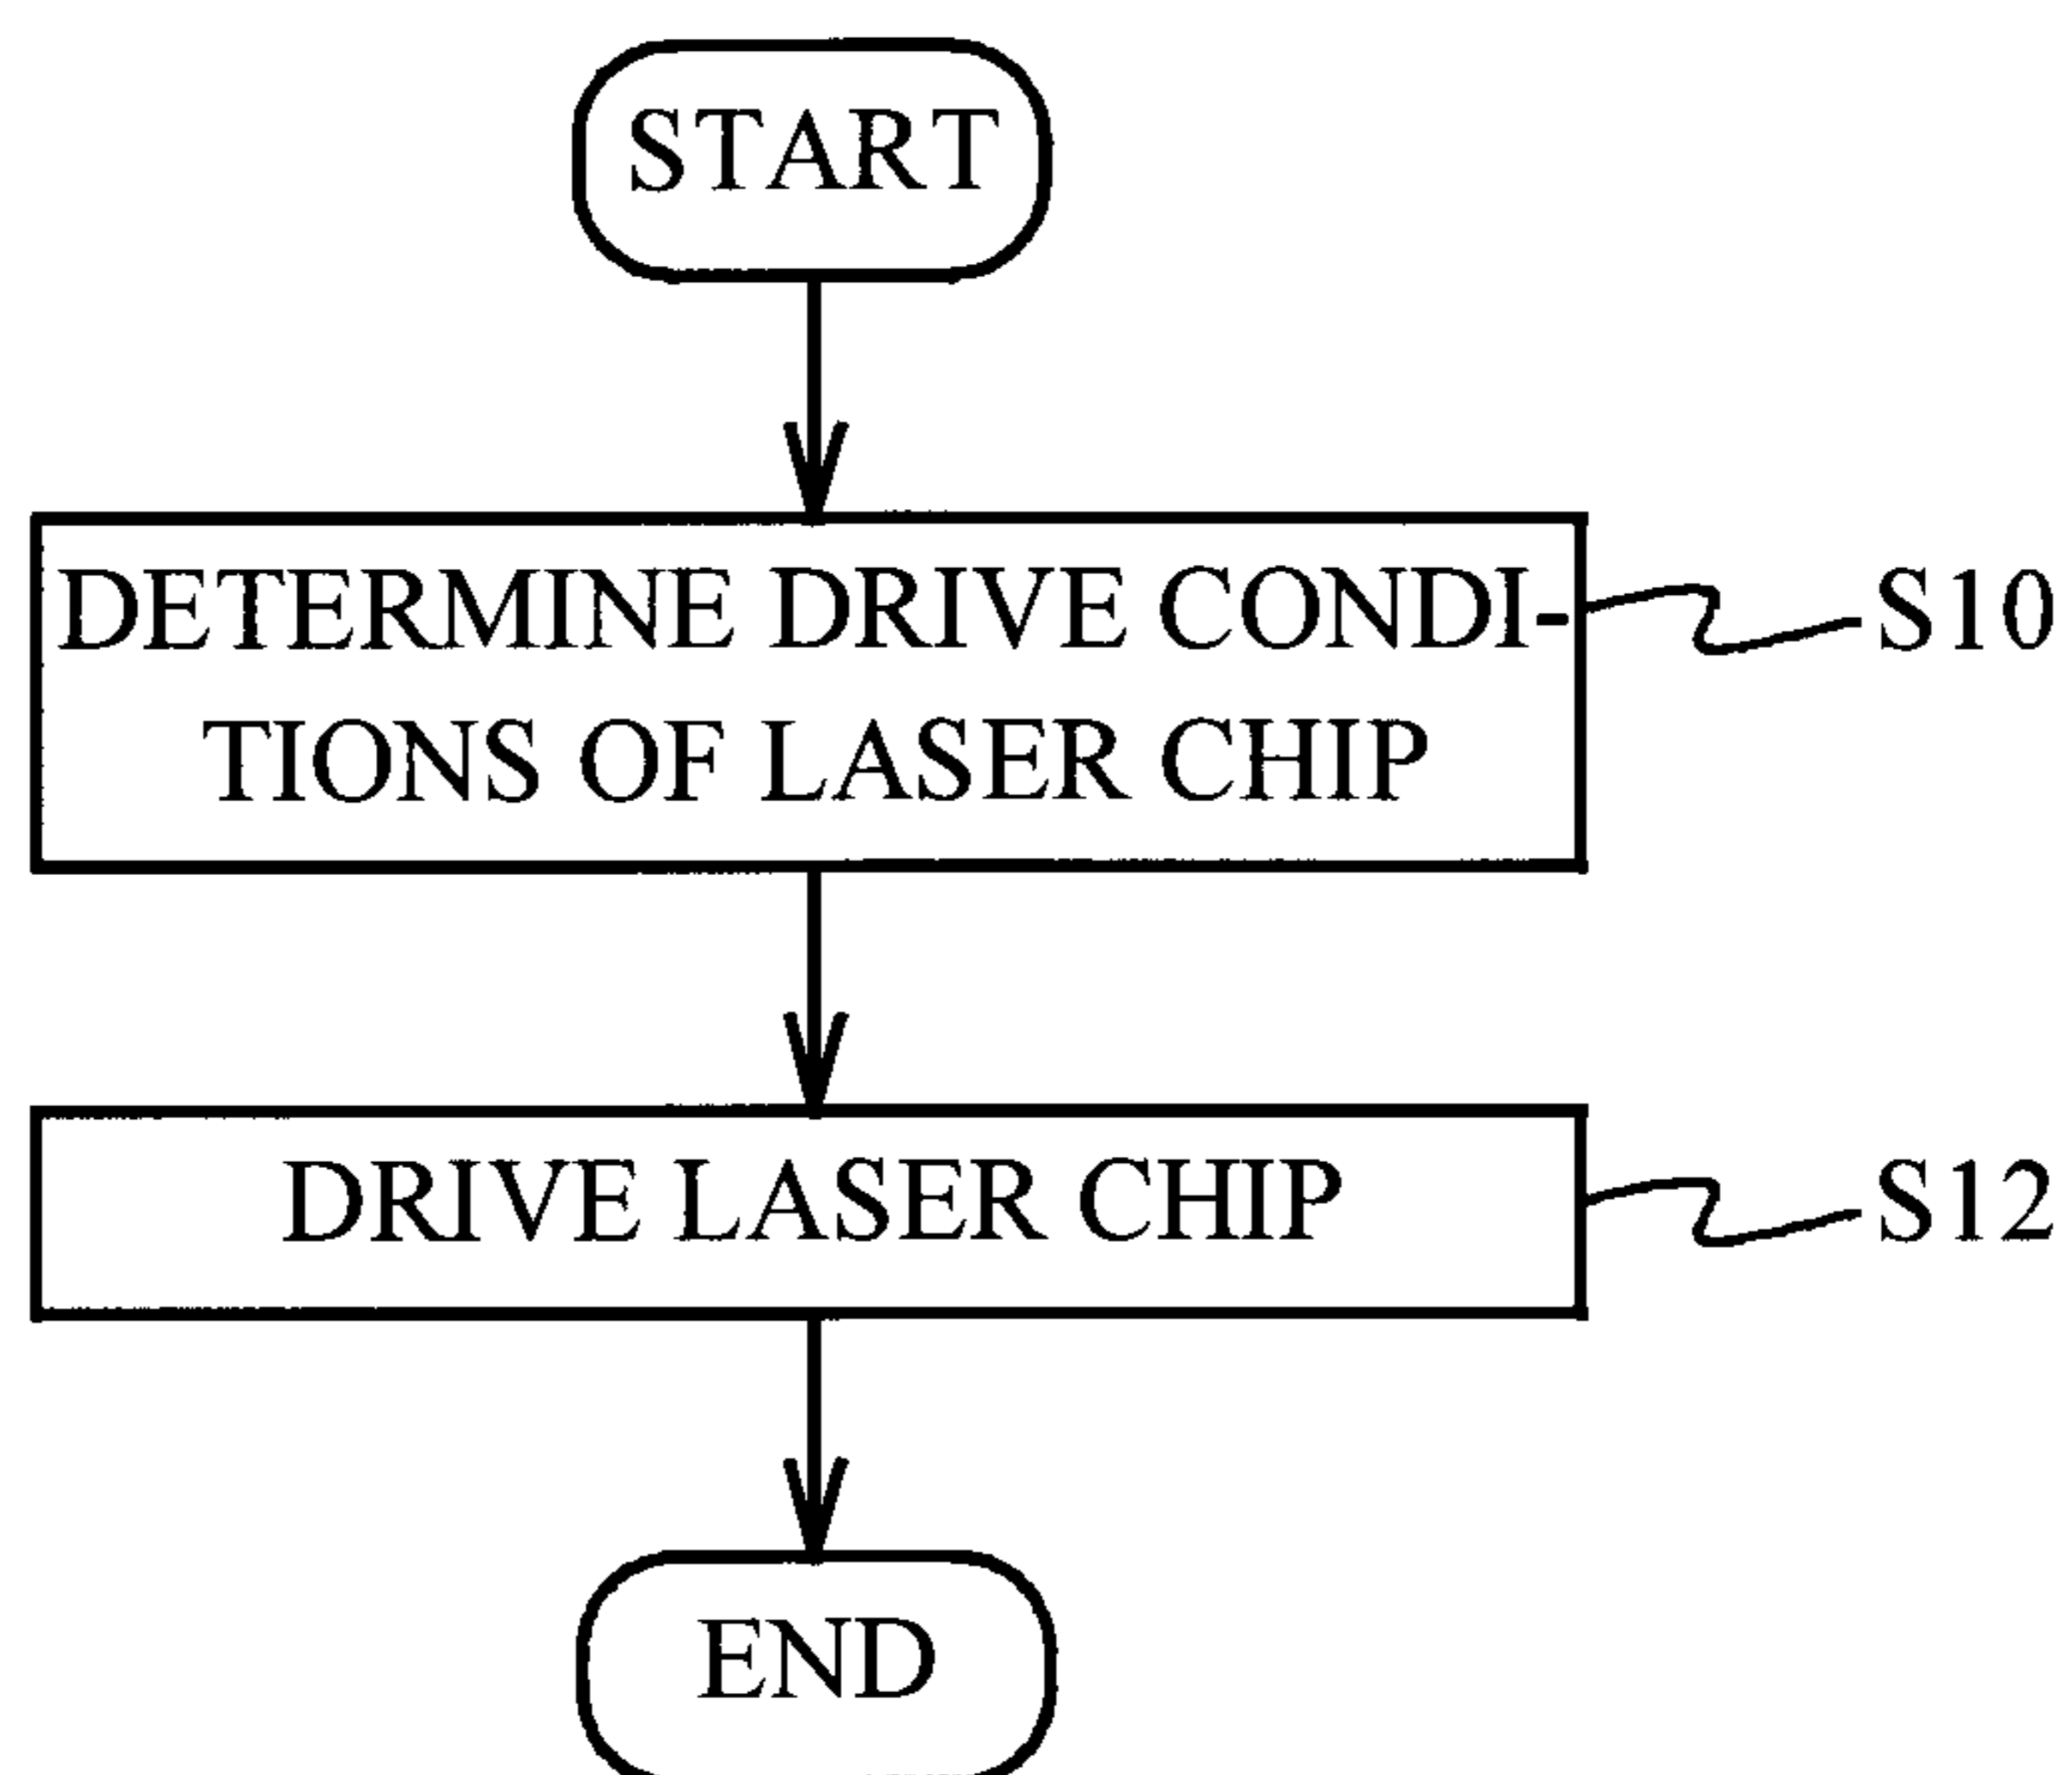 START
DETERMINE DRIVE CONDI-
TIONS OF LASER CHIP
S10
DRIVE LASER CHIP
S12
END